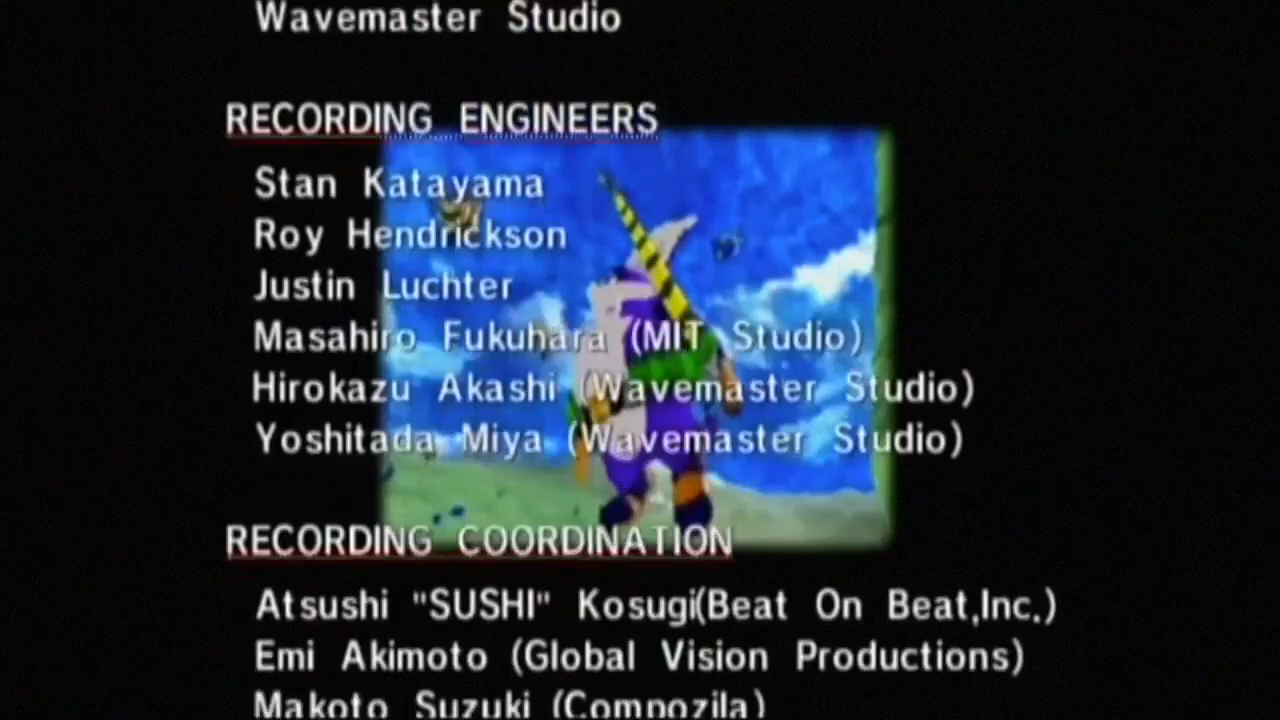 Wavemaster Studio
RECORDING ENGINEERS
Stan Katayama
Roy Hendrickson
Justin Luchter
Masahiro Fukuhara (MIT Studio)
Hirokazu Akashi (Wavemaster Studio)
Yoshitada Miya (Wavemaster Studio)
RECORDING COORDINATION
Atsushi "SUSHI" Kosugi(Beat On Beat,Inc.)
Emi Akimoto (Global Vision Productions)
Makoto Suzuki (Compozila)